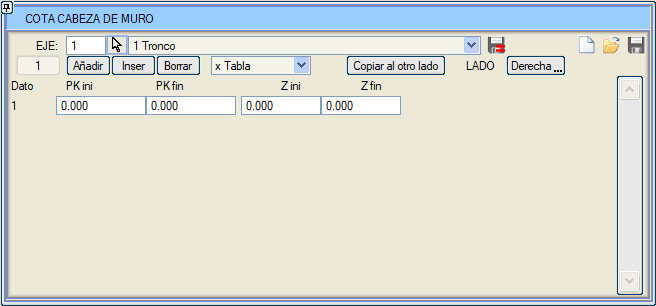 COTA CABEZA DE MURO
EJE: 1 1 Tronco
1 Añadir Inser Borrar x Tabla Copiar al otro lado LADO Derecha ...
Dato PK ini PK fin Z ini Z fin
1 0.000 0.000 0.000 0.000